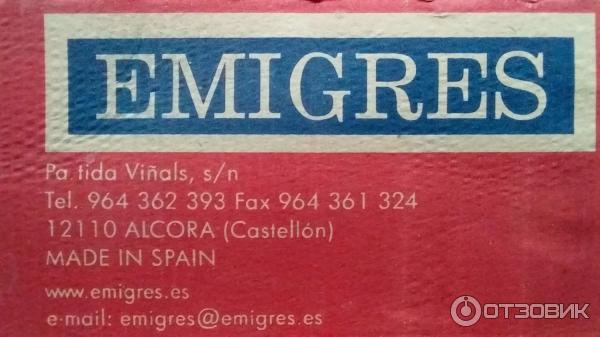 EMIGRES
Pa tida Viñals, s/n
Tel. 964 362 393 Fax 964 361 324
12110 ALCORA (Castellón)
MADE IN SPAIN
www.emigres.es
e-mail: emigres@emigres.es
ОТЗОВИК